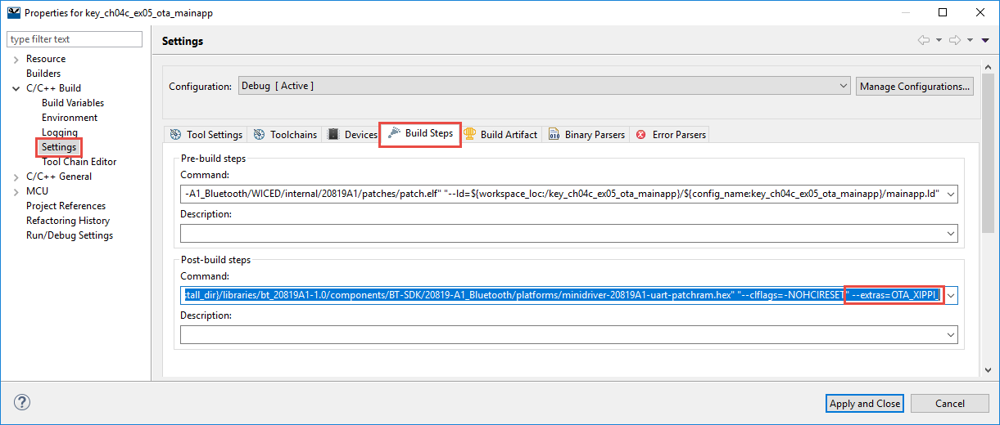 Properties for key_ch04c_ex05_ota_mainapp
type filter text
Resource
Builders
C/C++ Build
Build Variables
Environment
Logging
Settings
Tool Chain Editor
C/C++ General
MCU
Project References
Refactoring History
Run/Debug Settings
Settings
Configuration: Debug [ Active ] Manage Configurations...
Tool Settings Toolchains Devices Build Steps Build Artifact Binary Parsers Error Parsers
Pre-build steps
Command:
-A1_Bluetooth/WICED/internal/20819A1/patches/patch.elf" "--ld=${workspace_loc:/key_ch04c_ex05_ota_mainapp}/${config_name:key_ch04c_ex05_ota_mainapp}/mainapp.ld"
Description:
Post-build steps
Command:
stall_dir}/libraries/bt_20819A1-1.0/components/BT-SDK/20819-A1_Bluetooth/platforms/minidriver-20819A1-uart-patchram.hex" "--clflags=-NOHCIRESET" --extras=OTA_XIPPI_
Description:
Apply and Close Cancel